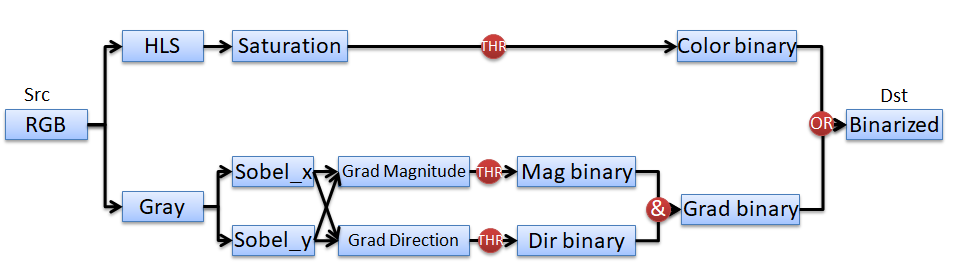 HLS
Saturation
THR
Color binary
Src
Dst
RGB
OR
Binarized
Sobel_x
Grad Magnitude
THR
Mag binary
Gray
&
Grad binary
Sobel_y
Grad Direction
THR
Dir binary